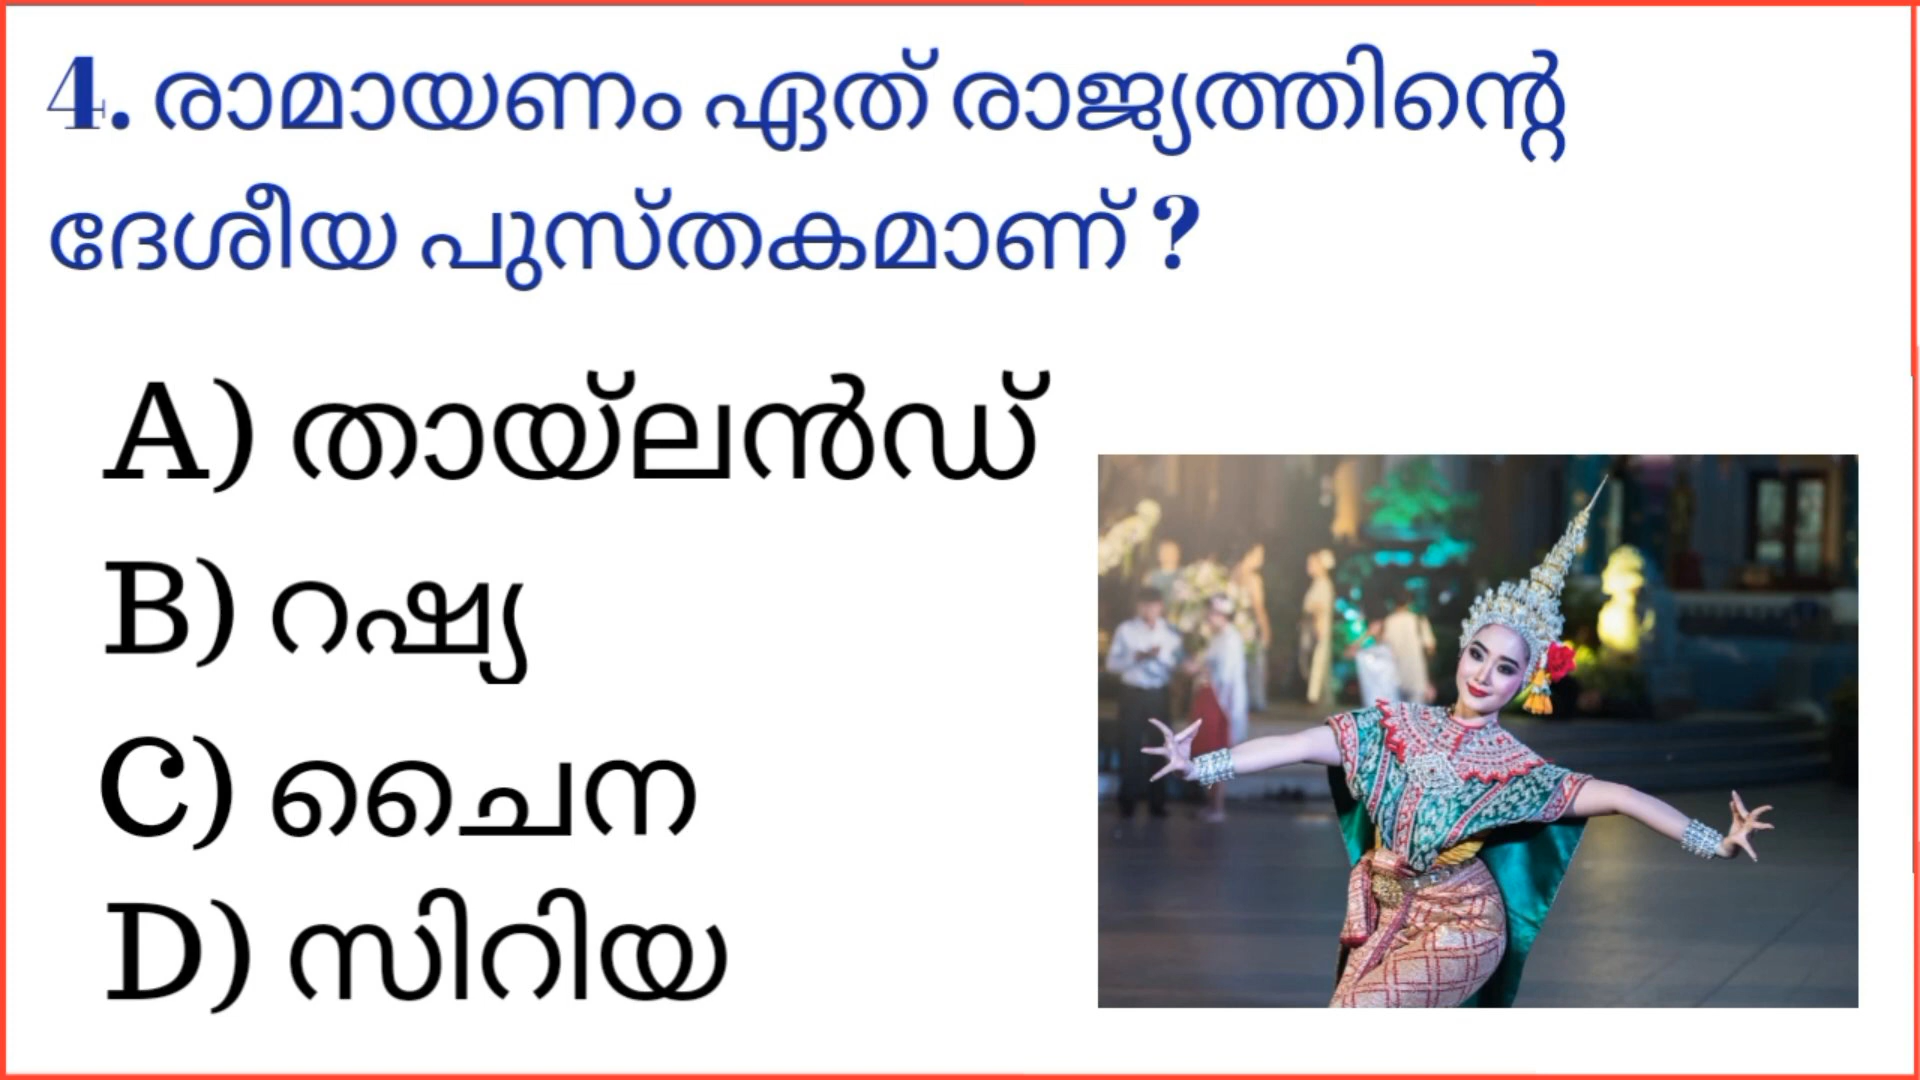 4. രാമായണം ഏത് രാജ്യത്തിന്റെ
ദേശീയ പുസ്തകമാണ് ?
A) തായ്ലൻഡ്
B) റഷ്യ
C) ചൈന
D) സിറിയ